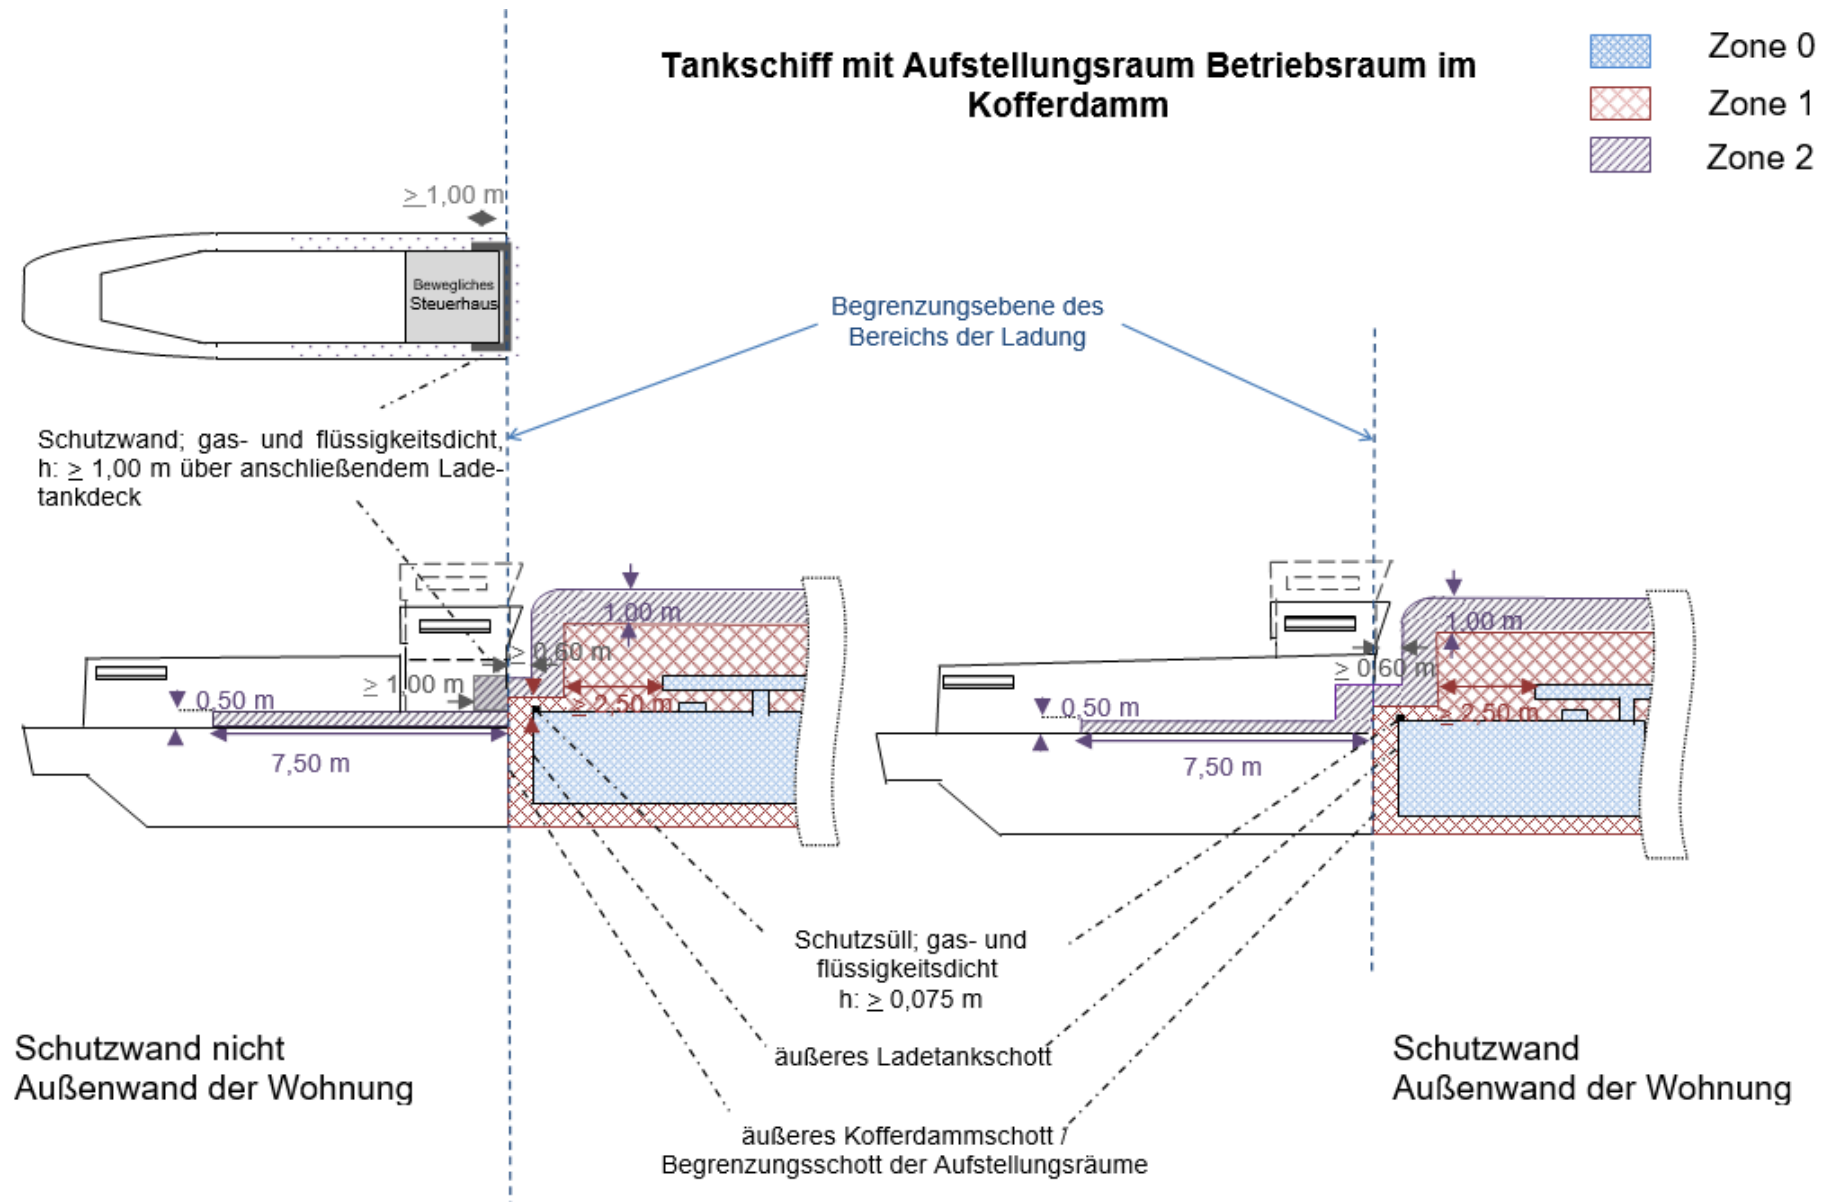 Tankschiff mit Aufstellungsraum Betriebsraum im
Kofferdamm
Zone 0
Zone 1
Zone 2
≥ 1,00 m
Bewegliches
Steuerhaus
Begrenzungsebene des
Bereichs der Ladung
Schutzwand; gas- und flüssigkeitsdicht,
h: ≥ 1,00 m über anschließendem Lade-
tankdeck
1,00 m
≥ 0,60 m
≥ 1,00 m
0,50 m
≥ 2,50 m
7,50 m
1,00 m
≥ 0,60 m
0,50 m
≥ 2,50 m
7,50 m
Schutzsüll; gas- und
flüssigkeitsdicht
h: ≥ 0,075 m
äußeres Ladetankschott
äußeres Kofferdammschott /
Begrenzungsschott der Aufstellungsräume
Schutzwand nicht
Außenwand der Wohnung
Schutzwand
Außenwand der Wohnung